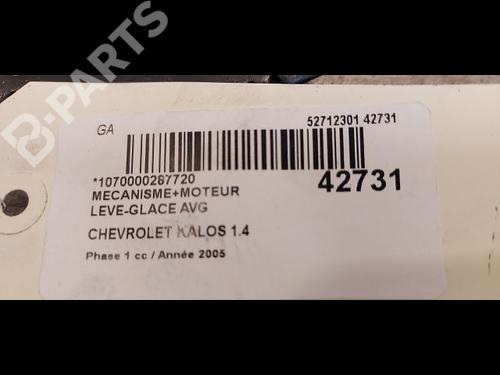 B-PARTS
GA
52712301 42731
*1070000267720
42731
MECANISME+MOTEUR
LEVE-GLACE AVG
CHEVROLET KALOS 1.4
Phase 1 cc / Année 2005